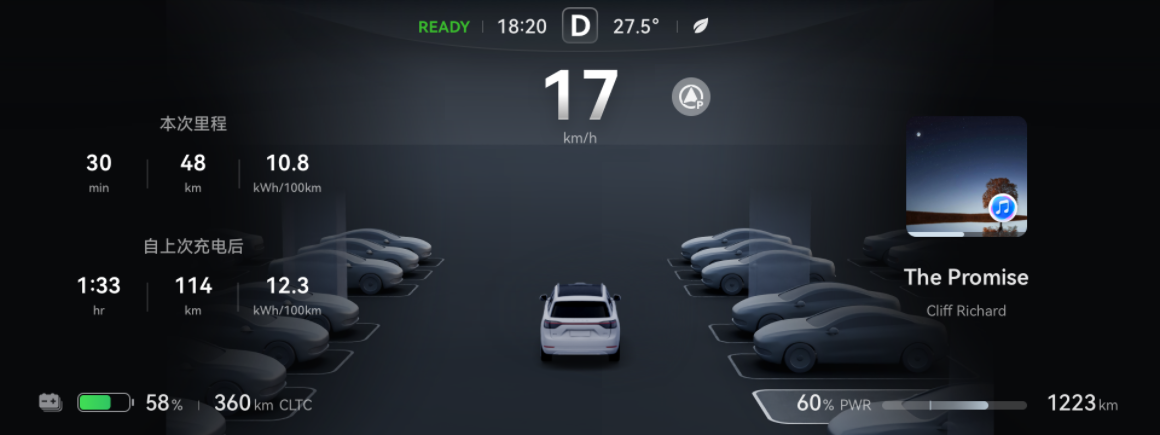 READY 18:20 D 27.5°
17
km/h
P
本次里程
30 48 10.8
min km kWh/100km
自上次充电后
1:33 114 12.3
hr km kWh/100km
The Promise
Cliff Richard
58% 360 km CLTC
60% PWR 1223 km